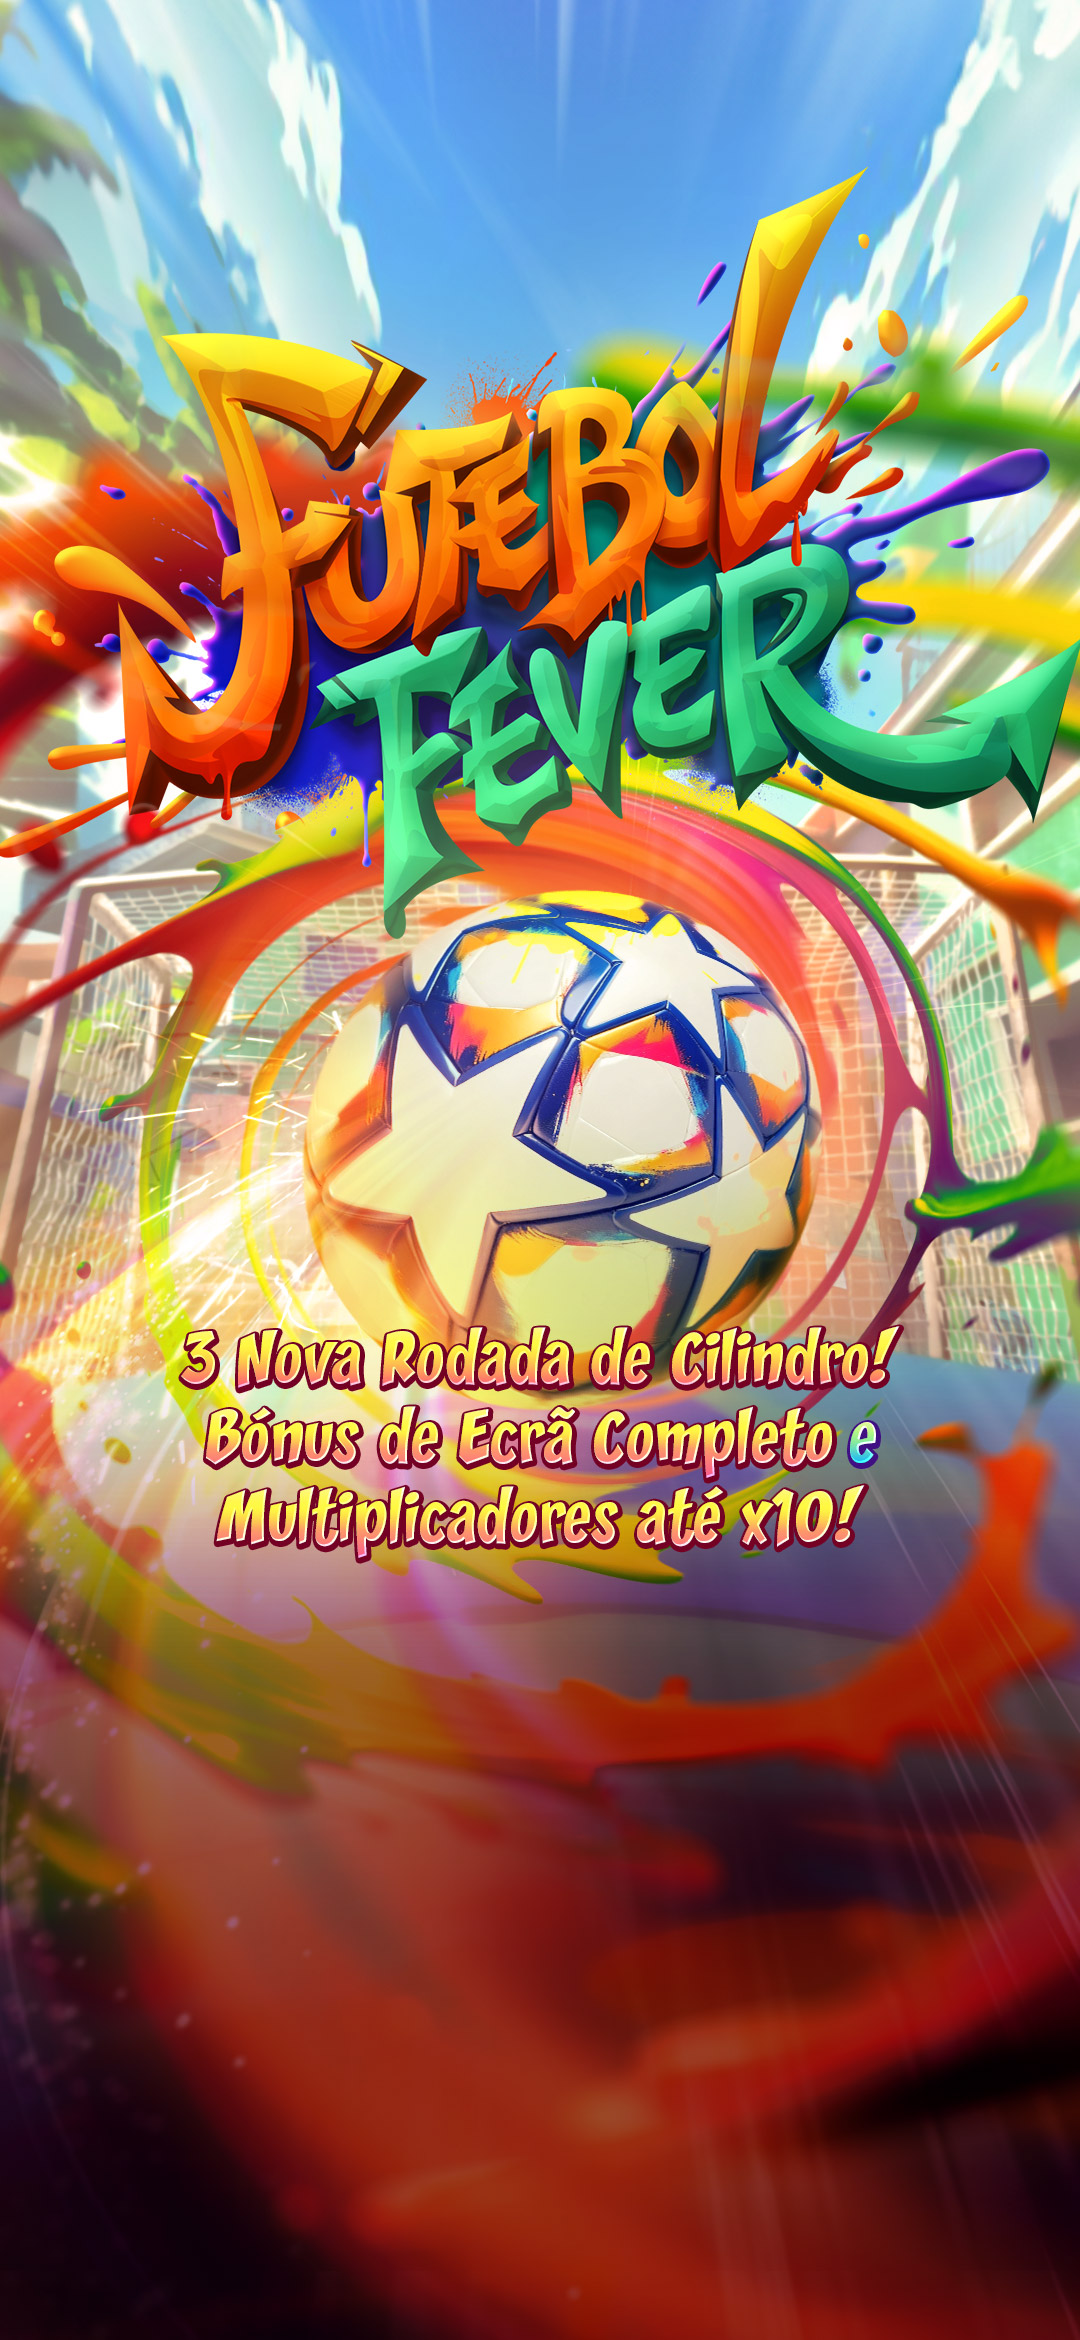 FUTEBOL
FEVER
3 Nova Rodada de Cilindro!
Bónus de Ecrã Completo e
Multiplicadores até x10!